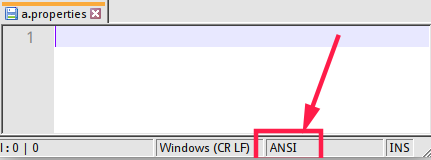 a.properties
1
l : 0 | 0
Windows (CR LF)
ANSI
INS